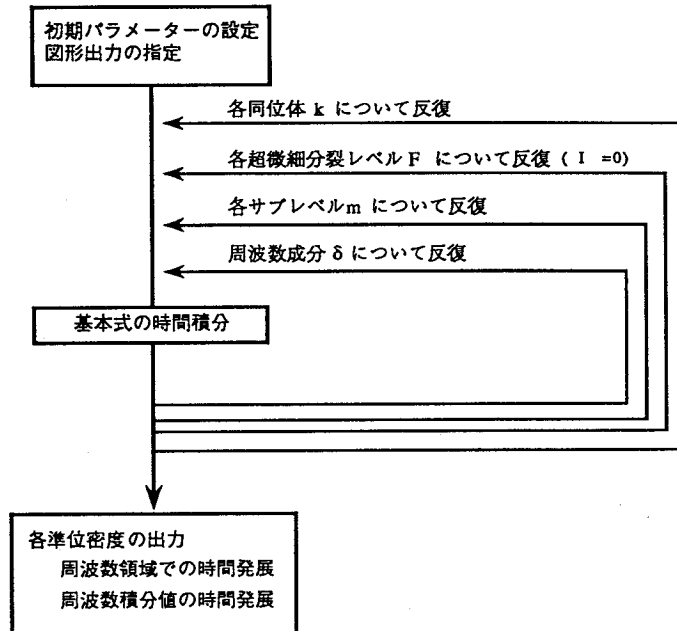 初期パラメーターの設定
図形出力の指定
各同位体 k について反復
各超微細分裂レベル F について反復 ( I =0)
各サブレベル m について反復
周波数成分 δ について反復
基本式の時間積分
各準位密度の出力
周波数領域での時間発展
周波数積分値の時間発展